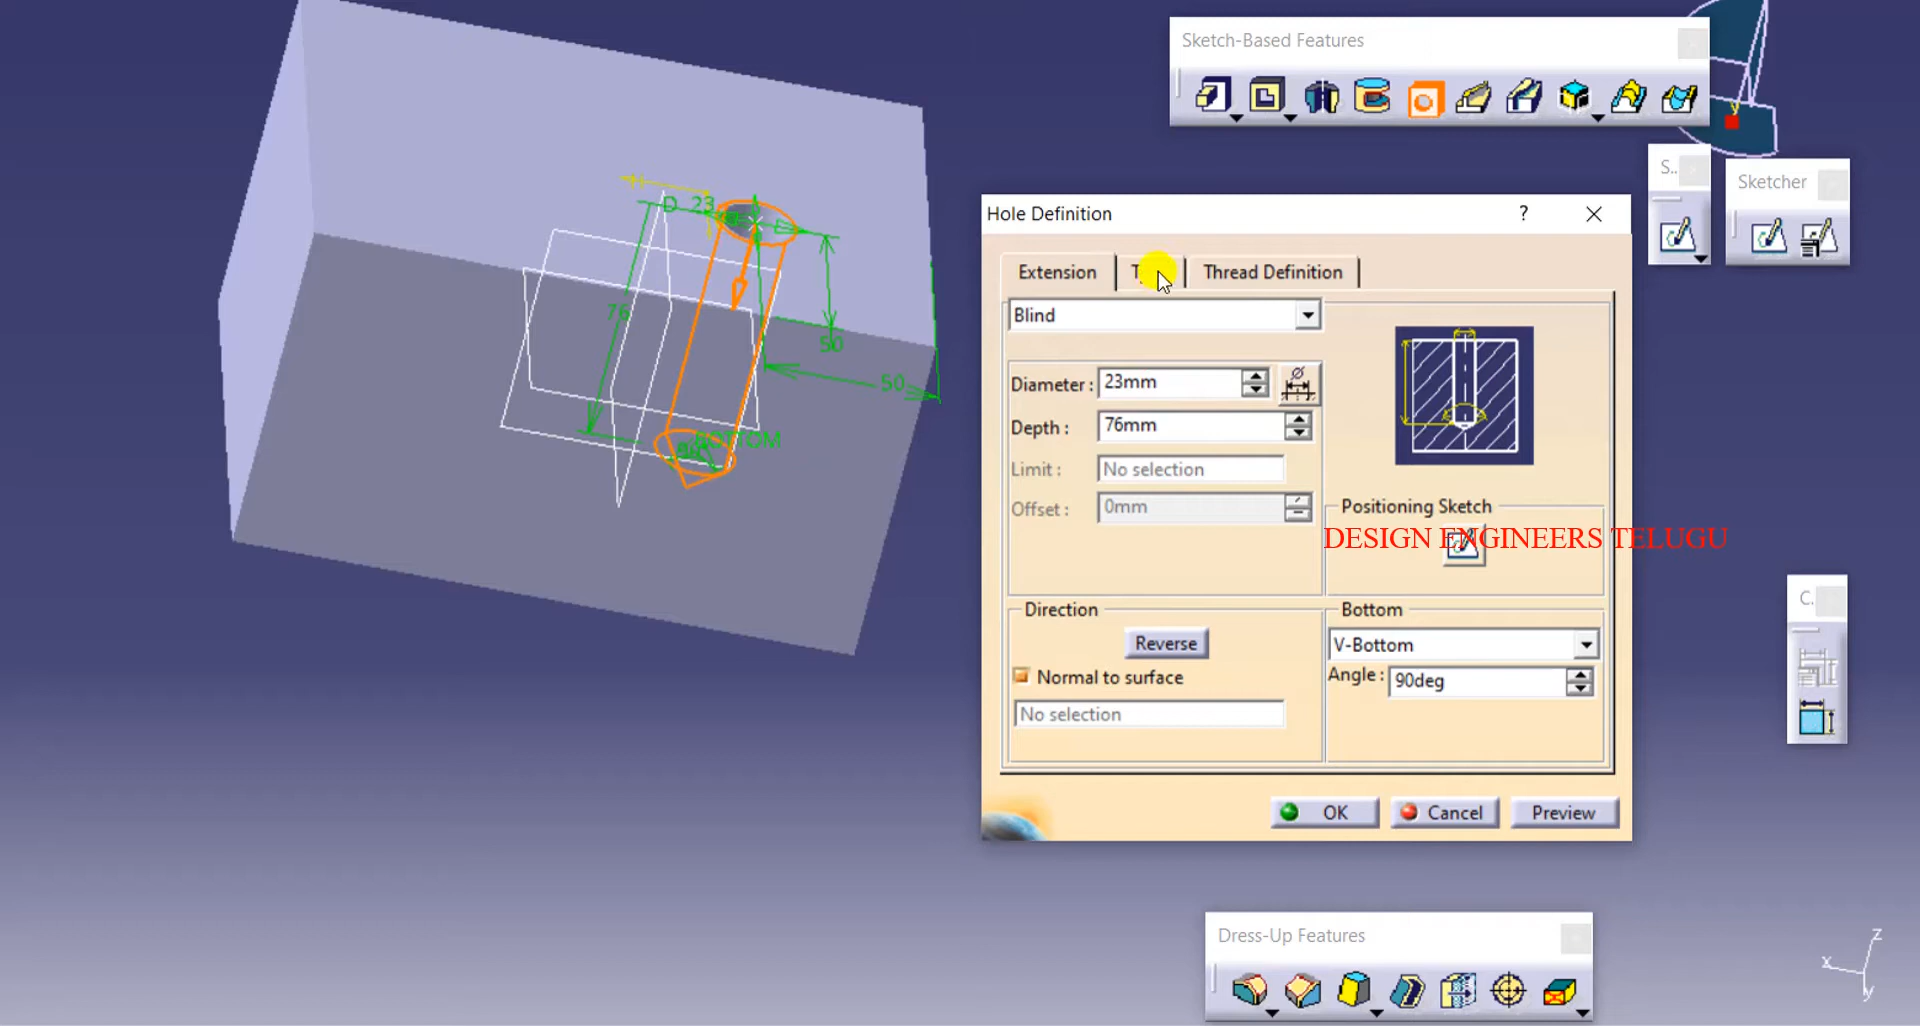 Sketch-Based Features
S..
Sketcher
Hole Definition
?
Extension
Thread Definition
Blind
Diameter :
23mm
Depth :
76mm
Limit :
No selection
Offset :
0mm
Positioning Sketch
DESIGN ENGINEERS TELUGU
Direction
Reverse
Normal to surface
No selection
Bottom
V-Bottom
Angle :
90deg
OK
Cancel
Preview
C.
Dress-Up Features
D 23
76
50
50
BOTTOM
x
y
z
y